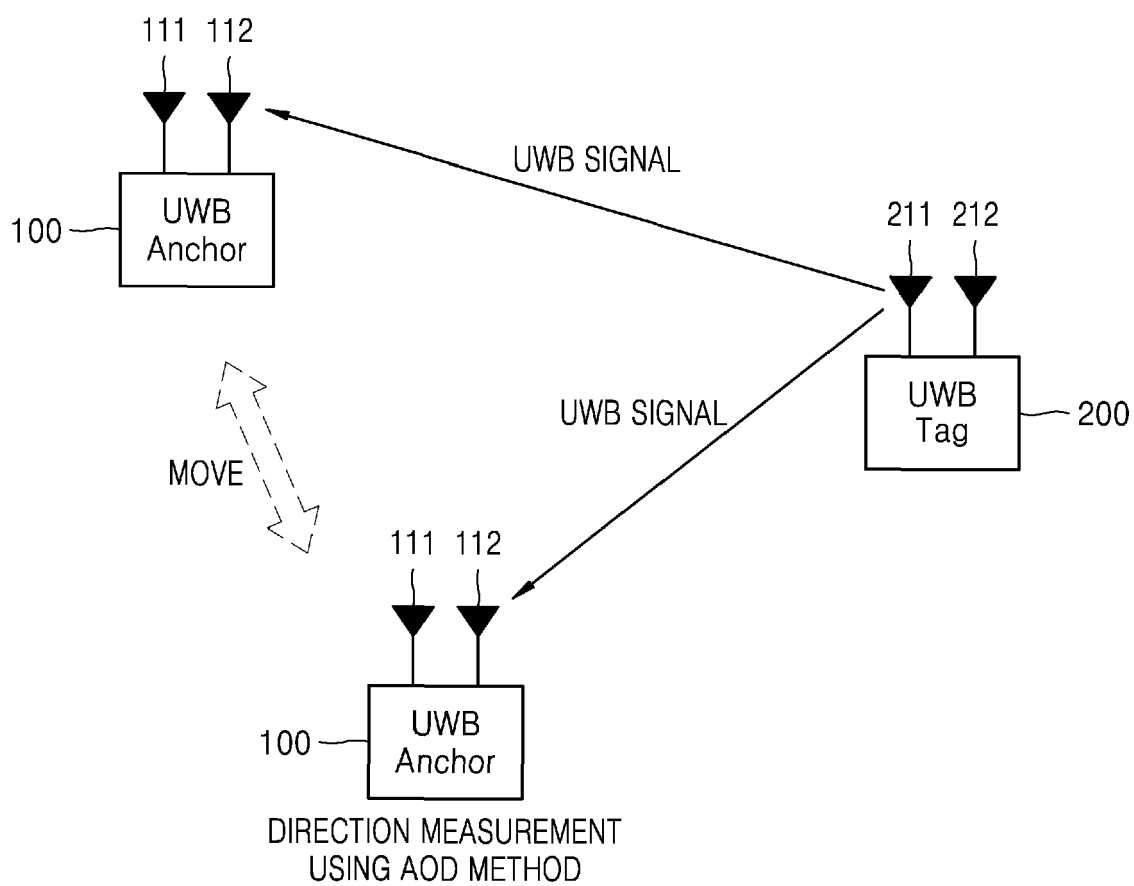 111 112
UWB SIGNAL
100
UWB
Anchor
211 212
UWB
Tag
200
UWB SIGNAL
MOVE
111 112
100
UWB
Anchor
DIRECTION MEASUREMENT
USING AOD METHOD